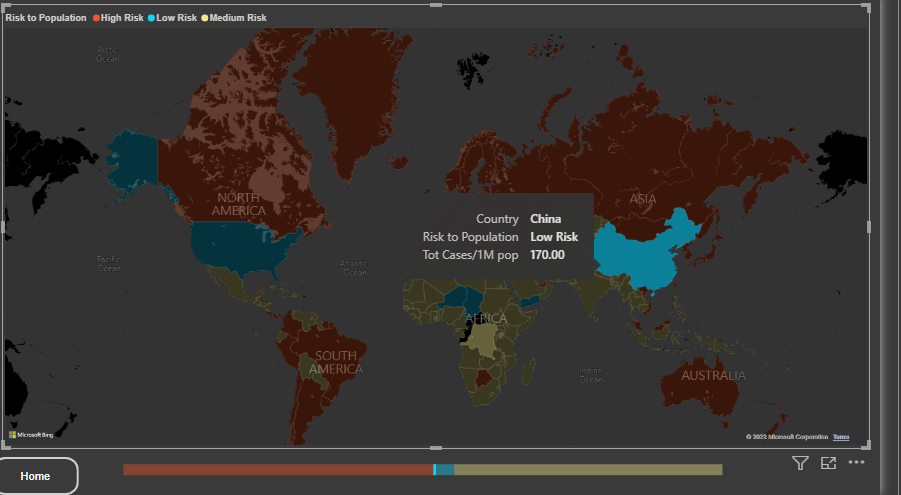 Risk to Population High Risk Low Risk Medium Risk
Arctic
Ocean
NORTH
AMERICA
ASIA
Country China
Risk to Population Low Risk
Tot Cases/1M pop 170.00
Pacific
Ocean
Atlantic
Ocean
AFRICA
SOUTH
AMERICA
Indian
Ocean
AUSTRALIA
Microsoft Bing
© 2022 Microsoft Corporation Terms
Home